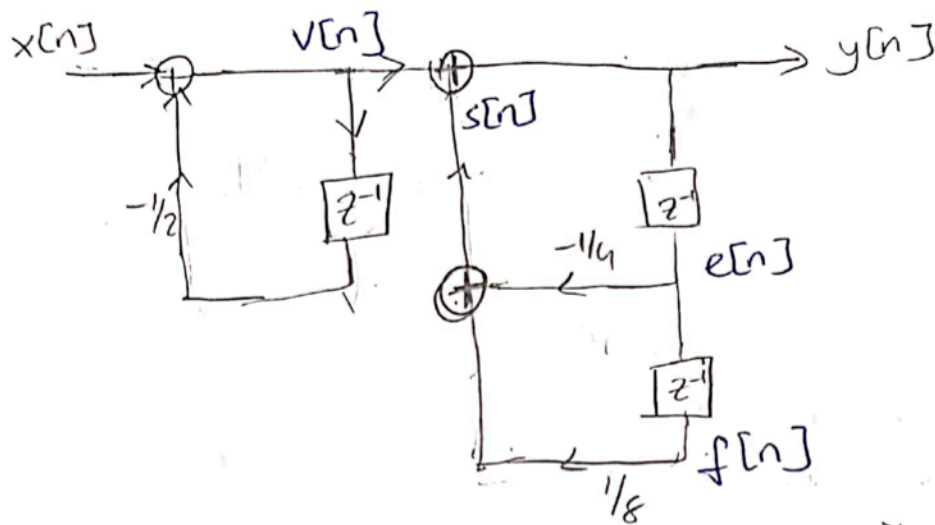 x[n] v[n] y[n]
+ +
s[n]
-1/2 z⁻¹ z⁻¹
-1/4 e[n]
+
z⁻¹
f[n]
1/8